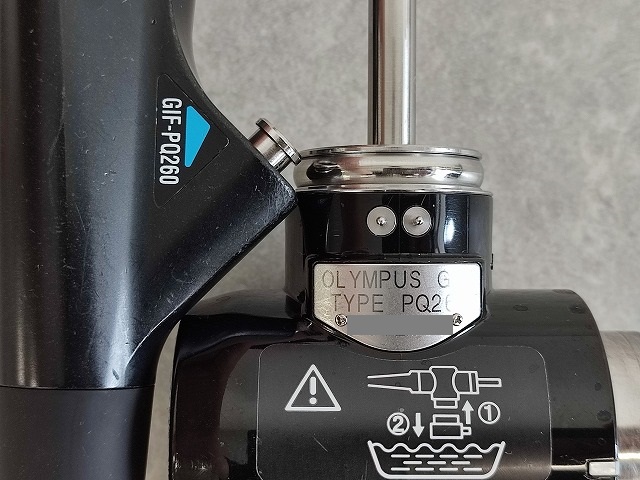 GIF-PQ260
OLYMPUS G
TYPE PQ2
①
②